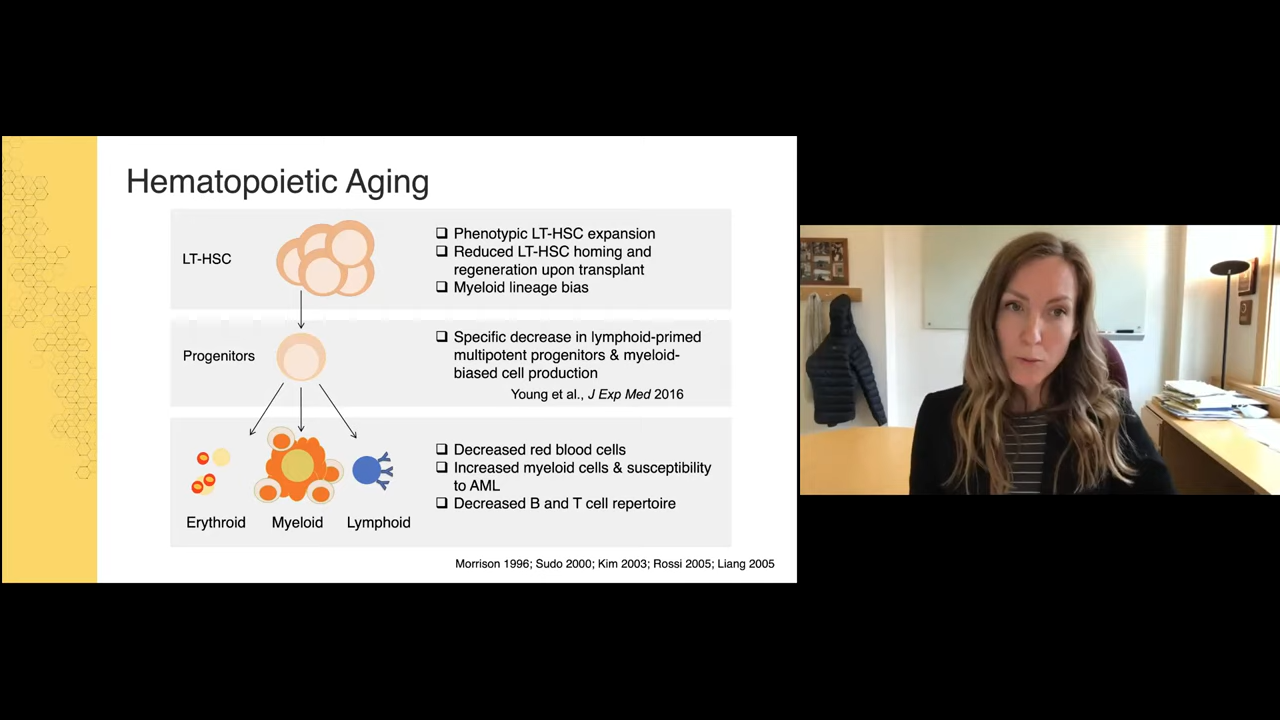 Hematopoietic Aging
LT-HSC
Phenotypic LT-HSC expansion
Reduced LT-HSC homing and
regeneration upon transplant
Myeloid lineage bias
Progenitors
Specific decrease in lymphoid-primed
multipotent progenitors & myeloid-
biased cell production
Young et al., J Exp Med 2016
Erythroid
Myeloid
Lymphoid
Decreased red blood cells
Increased myeloid cells & susceptibility
to AML
Decreased B and T cell repertoire
Morrison 1996; Sudo 2000; Kim 2003; Rossi 2005; Liang 2005